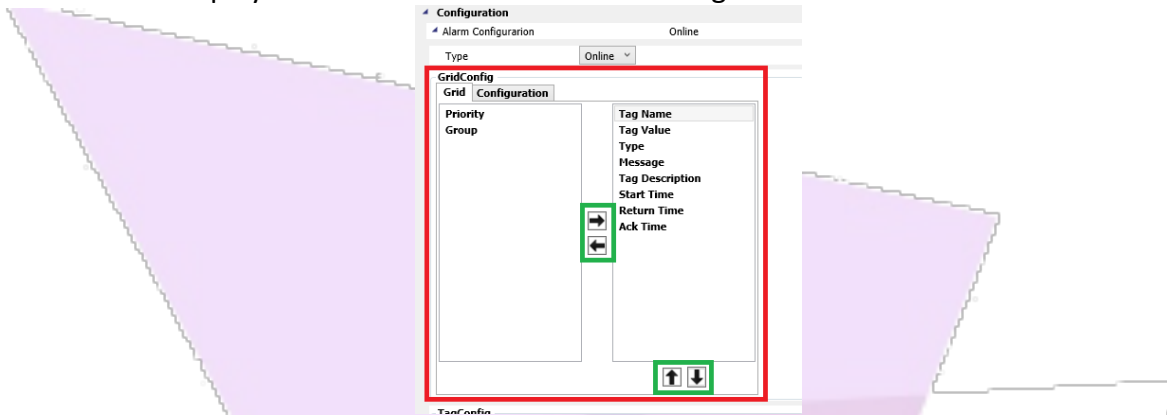 Configuration
Alarm Configurarion Online
Type Online
GridConfig
Grid Configuration
Priority
Group
Tag Name
Tag Value
Type
Message
Tag Description
Start Time
Return Time
Ack Time
TagConfig